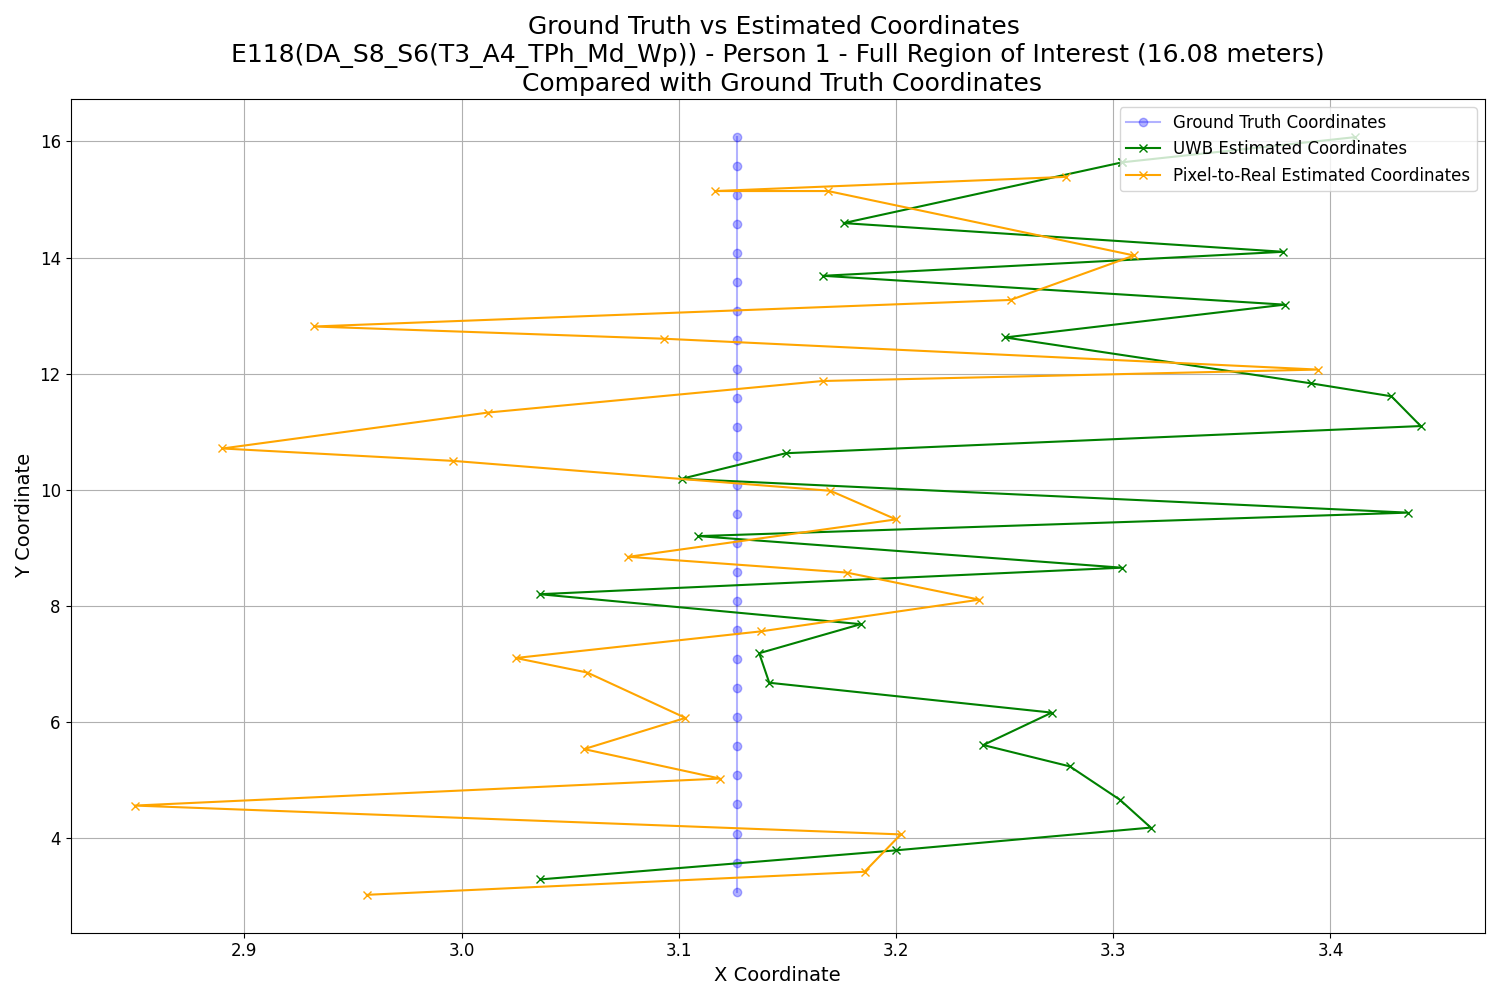 Ground Truth vs Estimated Coordinates
E118(DA_S8_S6(T3_A4_TPh_Md_Wp)) - Person 1 - Full Region of Interest (16.08 meters)
Compared with Ground Truth Coordinates
Ground Truth Coordinates
UWB Estimated Coordinates
Pixel-to-Real Estimated Coordinates
Y Coordinate
16
14
12
10
8
6
4
2.9 3.0 3.1 3.2 3.3 3.4
X Coordinate